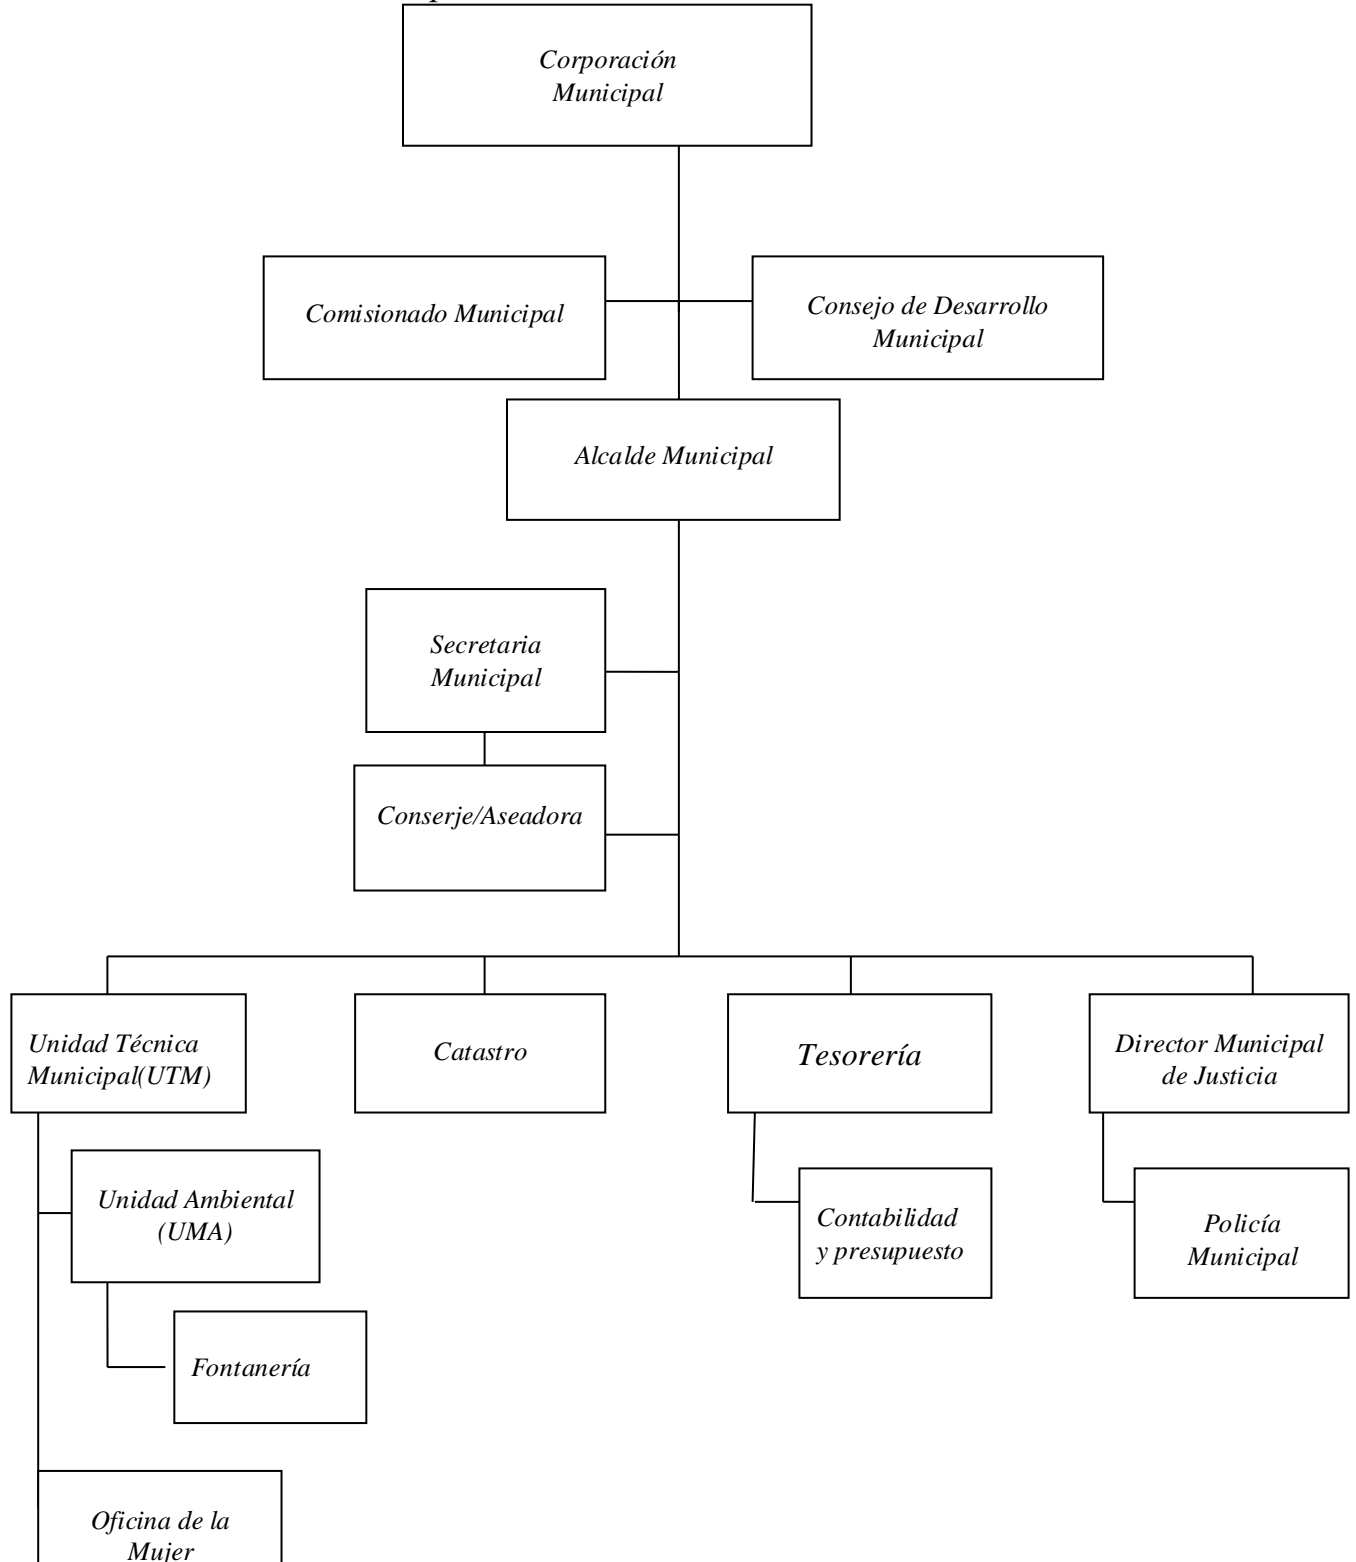 Corporación
Municipal
Comisionado Municipal
Consejo de Desarrollo
Municipal
Alcalde Municipal
Secretaria
Municipal
Conserje/Aseadora
Unidad Técnica
Municipal(UTM)
Catastro
Tesorería
Director Municipal
de Justicia
Unidad Ambiental
(UMA)
Contabilidad
y presupuesto
Policía
Municipal
Fontanería
Oficina de la
Mujer